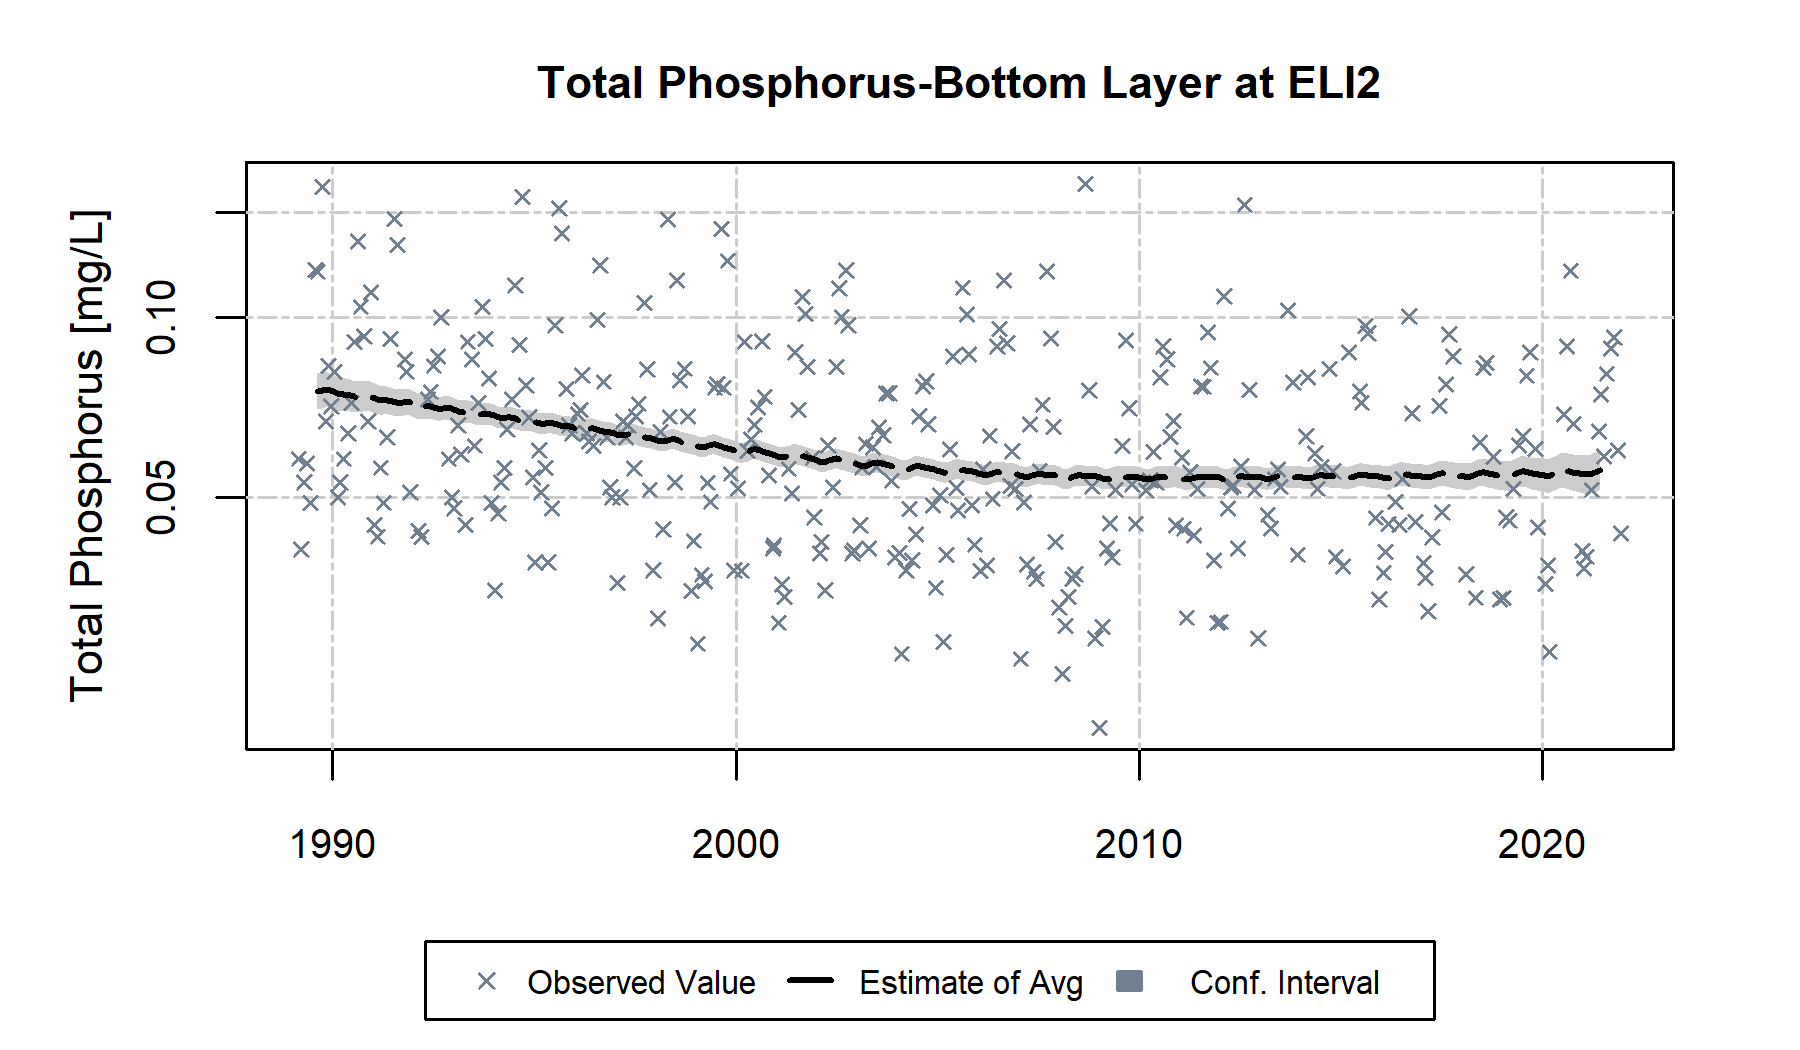 Total Phosphorus-Bottom Layer at ELI2
Total Phosphorus [mg/L]
0.10
0.05
1990 2000 2010 2020
Observed Value Estimate of Avg Conf. Interval